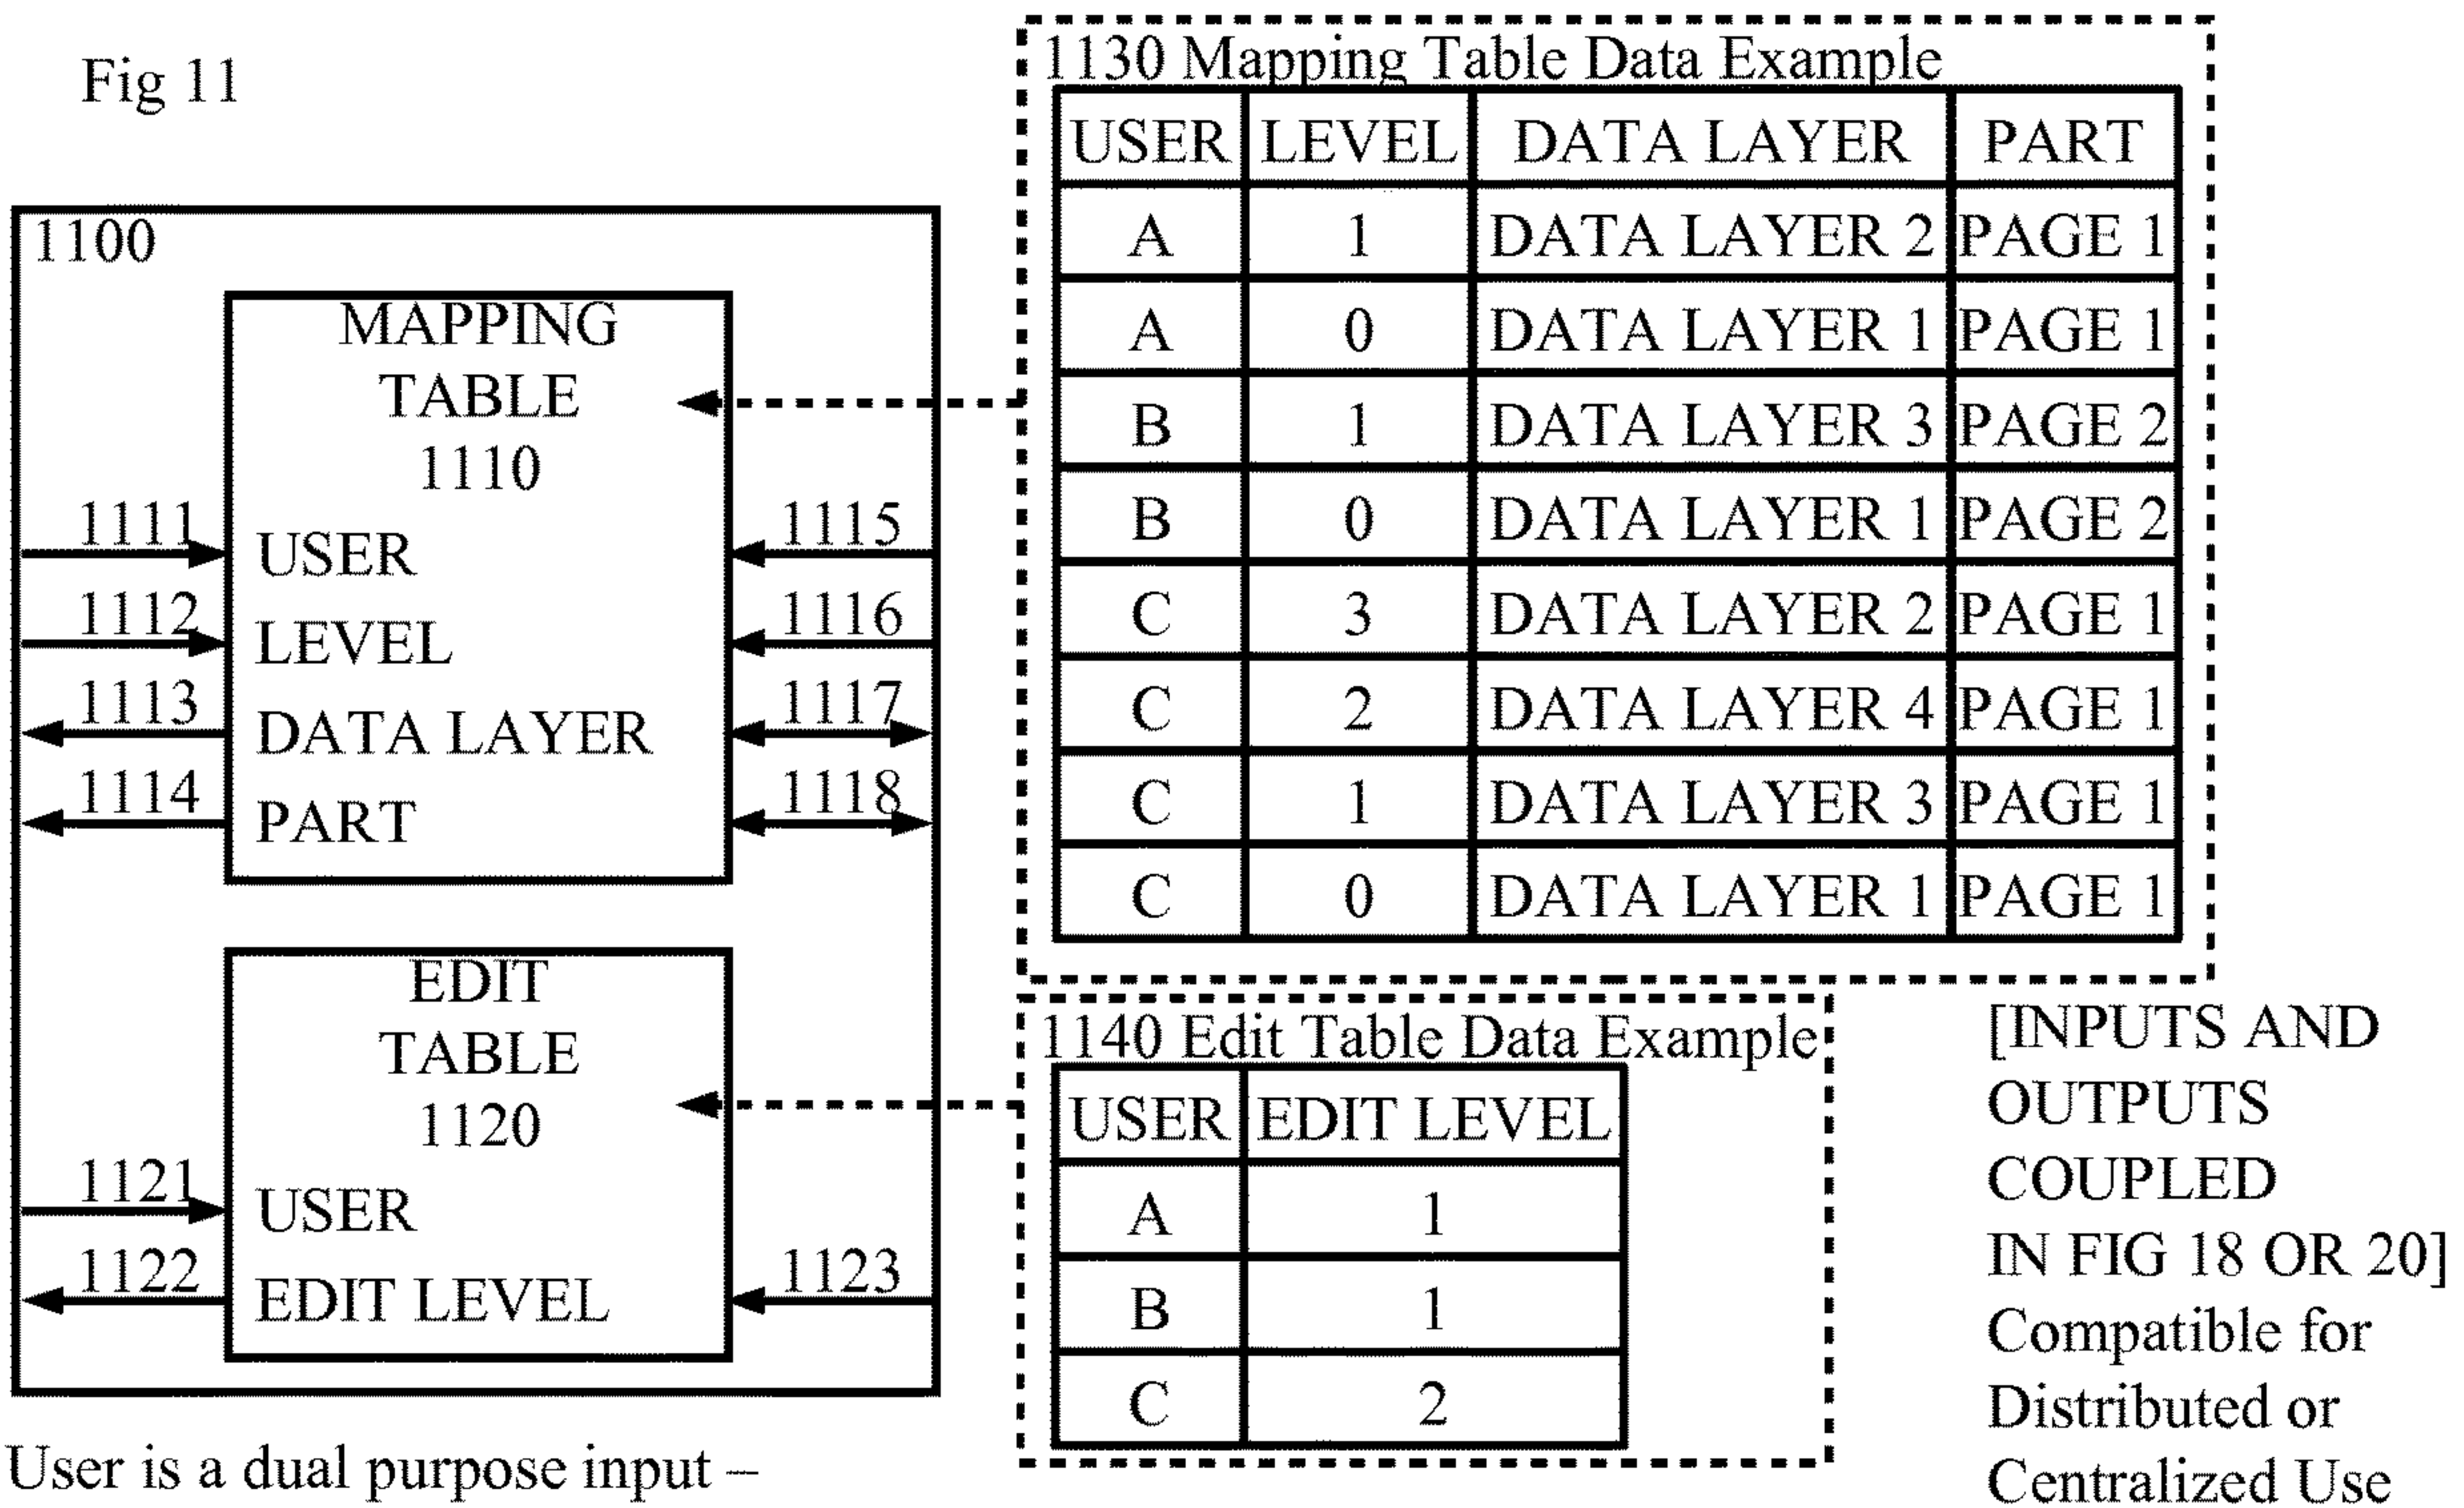 Fig 11
1100
MAPPING
TABLE
1110
1111
USER
1115
1112
LEVEL
1116
1113
DATA LAYER
1117
1114
PART
1118
EDIT
TABLE
1120
1121
USER
1122
EDIT LEVEL
1123
User is a dual purpose input –
1130 Mapping Table Data Example
USER LEVEL DATA LAYER PART
A 1 DATA LAYER 2 PAGE 1
A 0 DATA LAYER 1 PAGE 1
B 1 DATA LAYER 3 PAGE 2
B 0 DATA LAYER 1 PAGE 2
C 3 DATA LAYER 2 PAGE 1
C 2 DATA LAYER 4 PAGE 1
C 1 DATA LAYER 3 PAGE 1
C 0 DATA LAYER 1 PAGE 1
1140 Edit Table Data Example
USER EDIT LEVEL
A 1
B 1
C 2
[INPUTS AND
OUTPUTS
COUPLED
IN FIG 18 OR 20]
Compatible for
Distributed or
Centralized Use